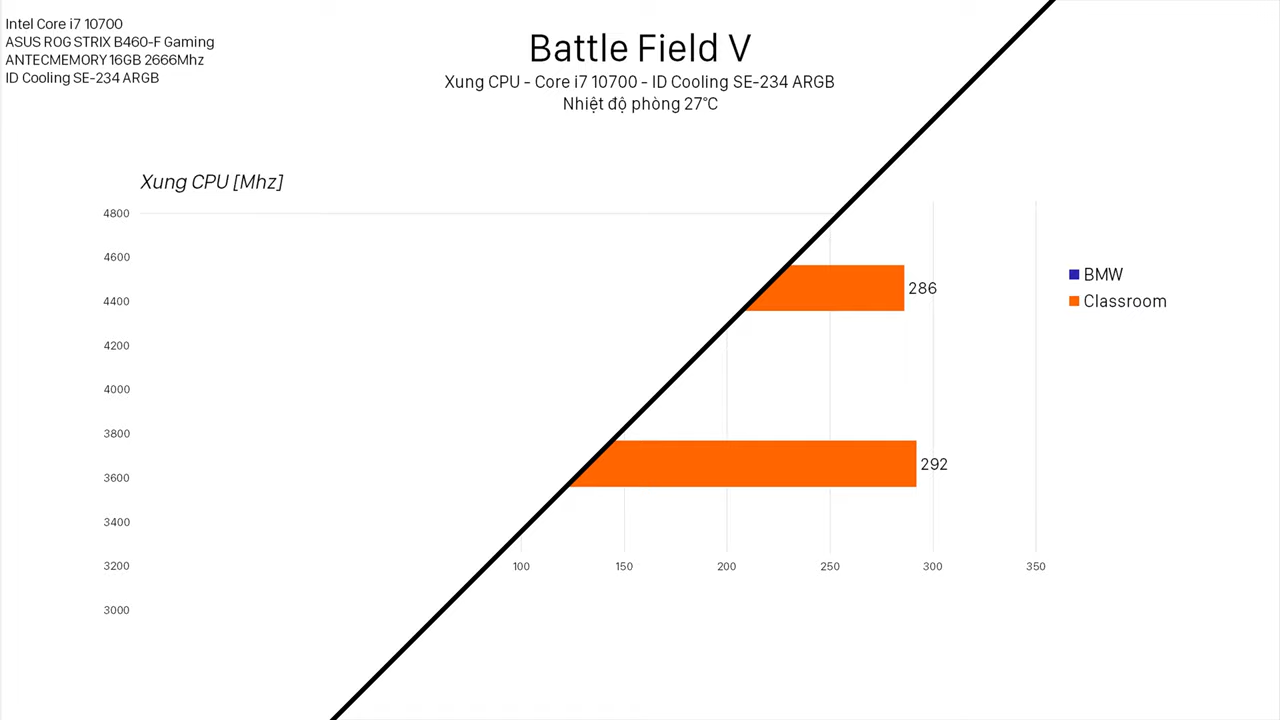 Intel Core i7 10700
ASUS ROG STRIX B460-F Gaming
ANTECMEMORY 16GB 2666Mhz
ID Cooling SE-234 ARGB
Battle Field V
Xung CPU - Core i7 10700 - ID Cooling SE-234 ARGB
Nhiệt độ phòng 27°C
Xung CPU [Mhz]
4800
4600
4400
4200
4000
3800
3600
3400
3200
3000
286
292
100 150 200 250 300 350
BMW
Classroom